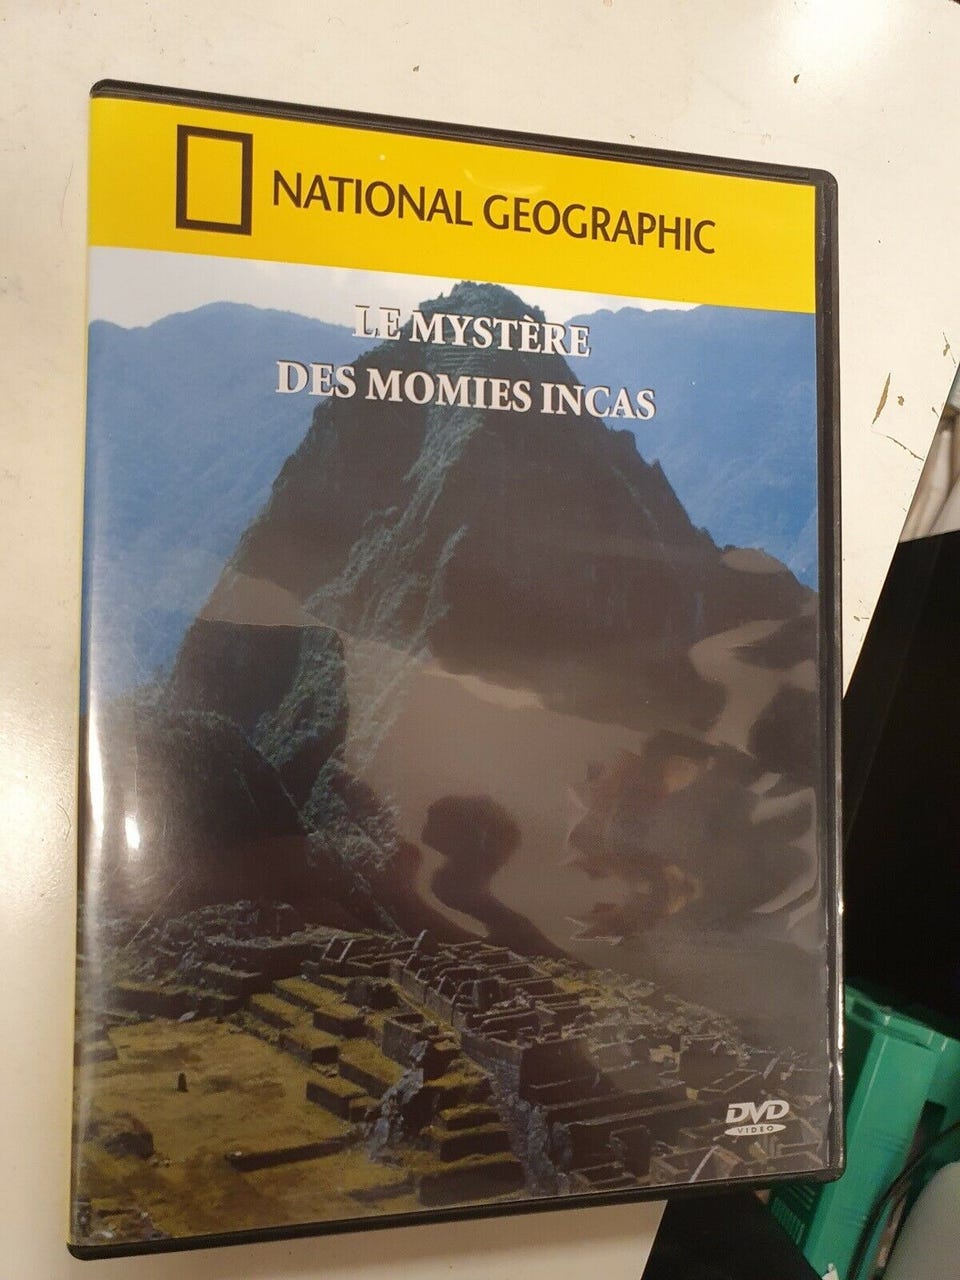 NATIONAL GEOGRAPHIC
LE MYSTÈRE
DES MOMIES INCAS
DVD
VIDEO